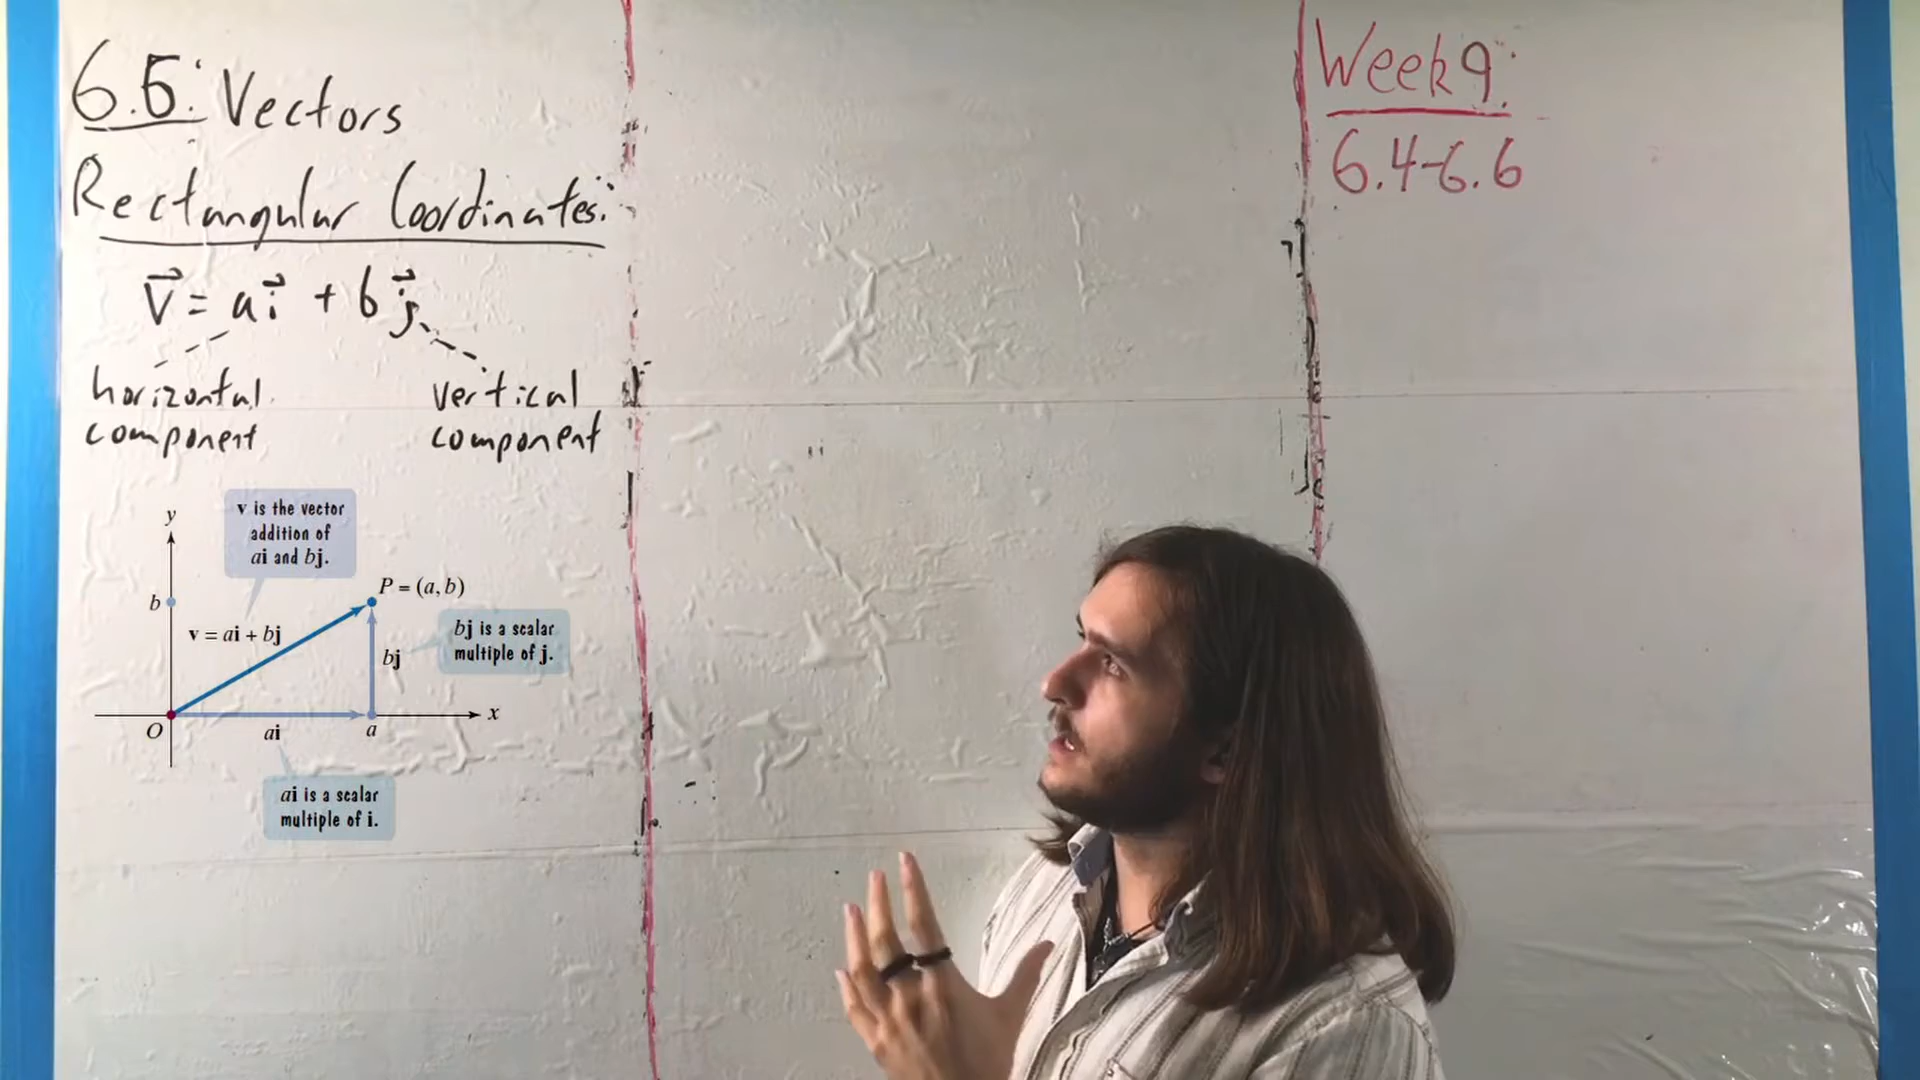 6.5: Vectors
Rectangular Coordinates:
v⃗ = ai⃗ + bj⃗
horizontal component
vertical component
y
v is the vector
addition of
ai and bj.
P = (a, b)
b
v = ai + bj
bj is a scalar
multiple of j.
bj
x
O
ai
a
ai is a scalar
multiple of i.
Week 9:
6.4-6.6